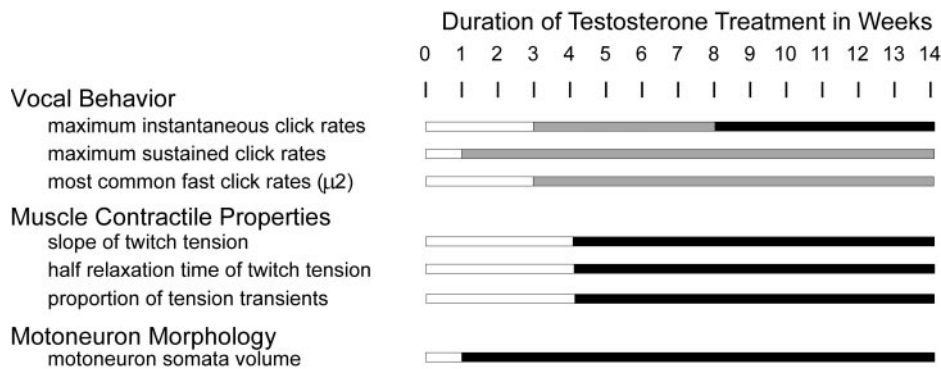 Duration of Testosterone Treatment in Weeks
0 1 2 3 4 5 6 7 8 9 10 11 12 13 14
Vocal Behavior
maximum instantaneous click rates
maximum sustained click rates
most common fast click rates (μ2)
Muscle Contractile Properties
slope of twitch tension
half relaxation time of twitch tension
proportion of tension transients
Motoneuron Morphology
motoneuron somata volume